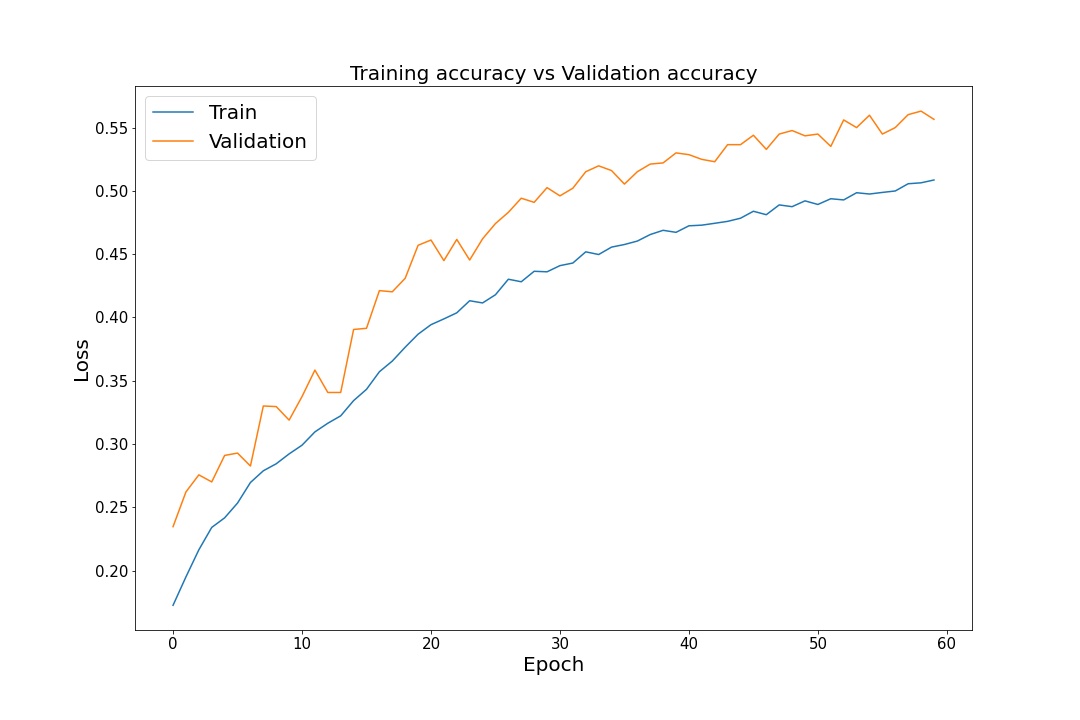 Training accuracy vs Validation accuracy
Train
Validation
0.55
0.50
0.45
0.40
0.35
0.30
0.25
0.20
Loss
0 10 20 30 40 50 60
Epoch